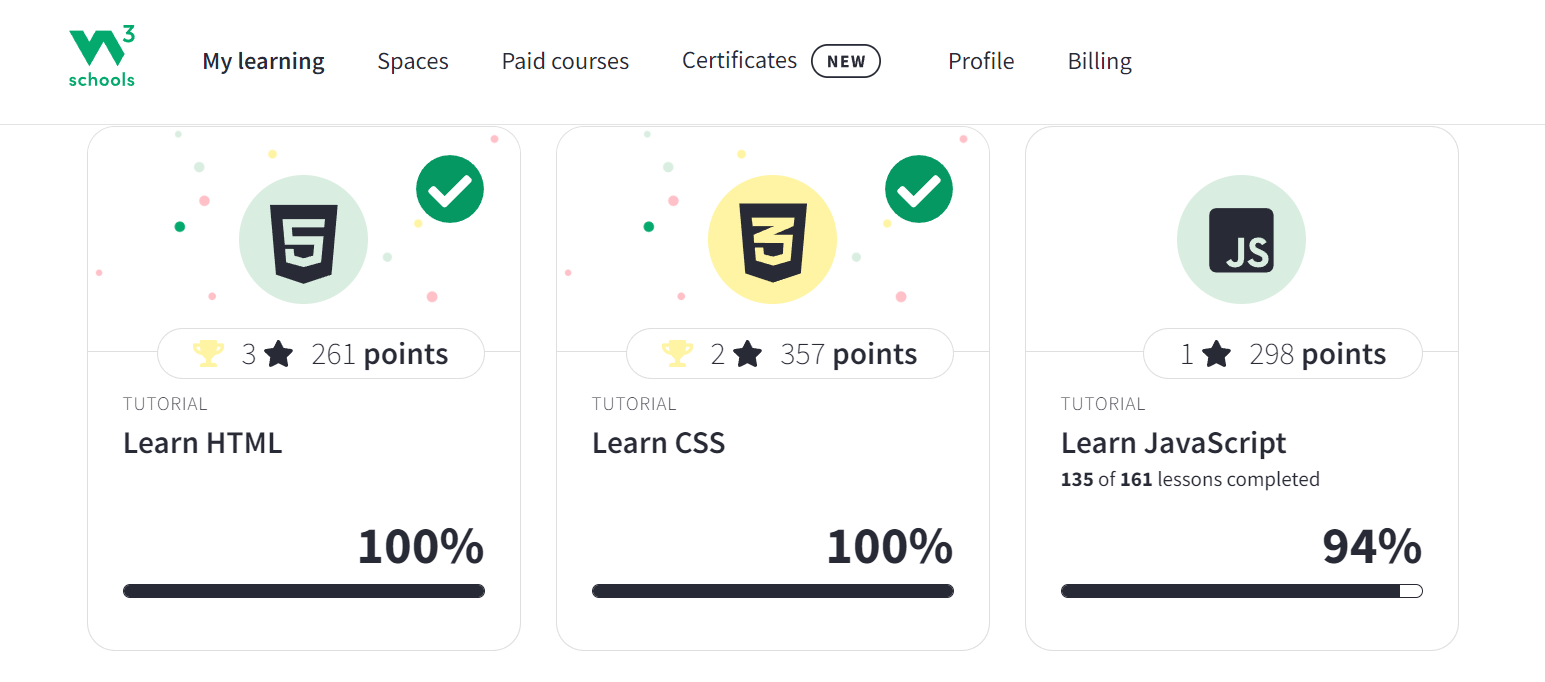 W3 schools
My learning Spaces Paid courses Certificates NEW Profile Billing
5
3 261 points
TUTORIAL
Learn HTML
100%
3
2 357 points
TUTORIAL
Learn CSS
100%
JS
1 298 points
TUTORIAL
Learn JavaScript
135 of 161 lessons completed
94%